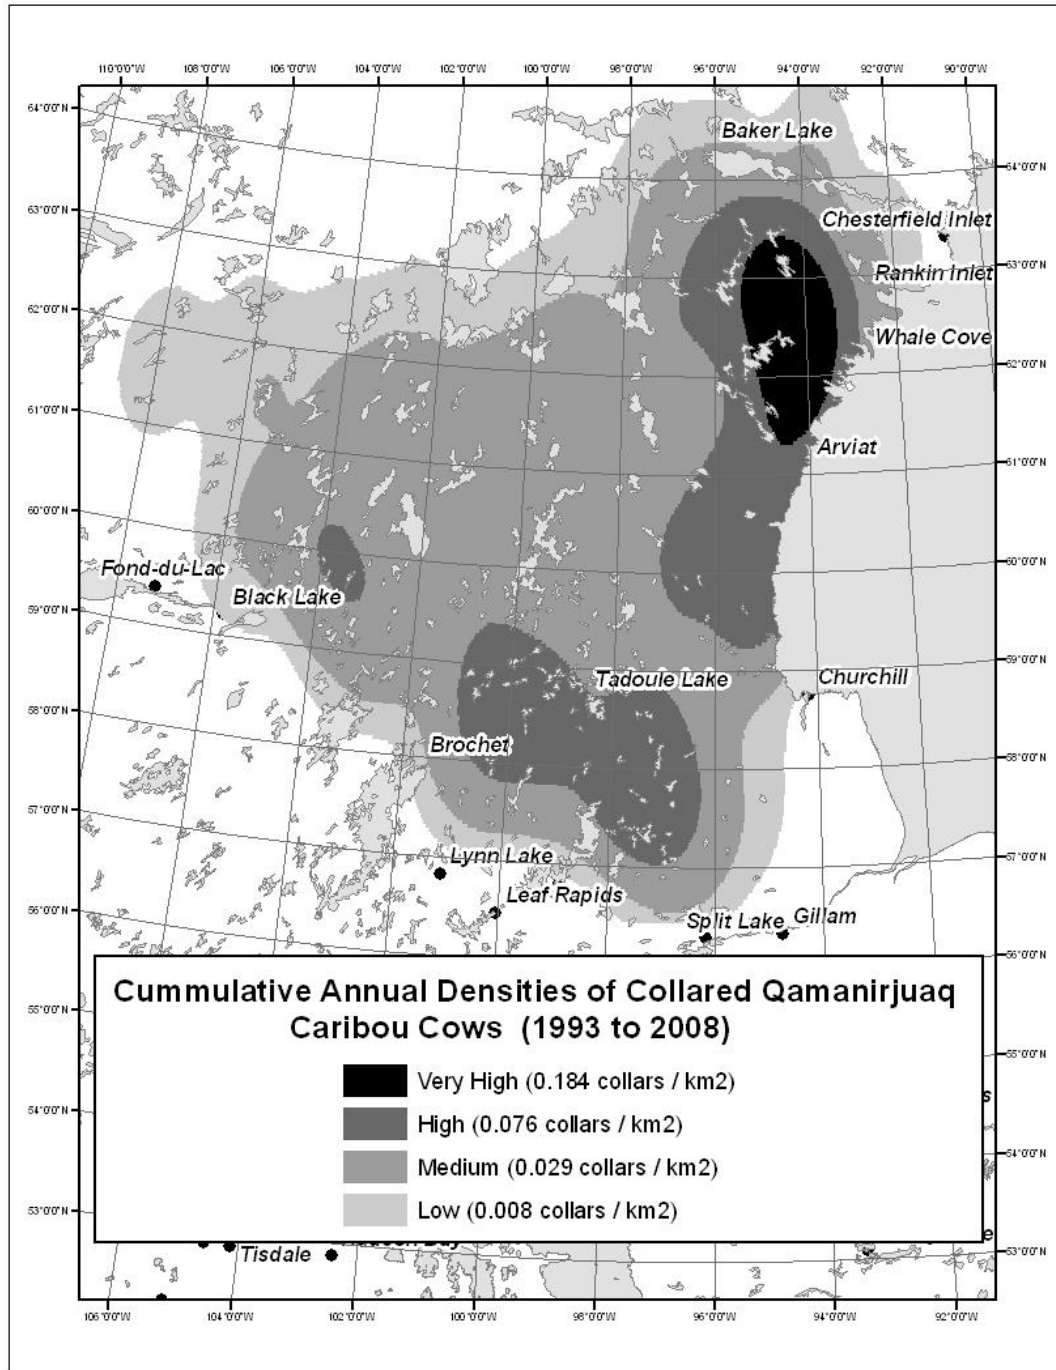 110°0'0"W 108°0'0"W 106°0'0"W 104°0'0"W 102°0'0"W 100°0'0"W 98°0'0"W 96°0'0"W 94°0'0"W 92°0'0"W 90°0'0"W
64°0'0"N
Baker Lake
64°0'0"N
63°0'0"N
Chesterfield Inlet
63°0'0"N
Rankin Inlet
62°0'0"N
Whale Cove
62°0'0"N
61°0'0"N
Arviat
61°0'0"N
60°0'0"N
60°0'0"N
Fond-du-Lac
Black Lake
59°0'0"N
59°0'0"N
Tadoule Lake
Churchill
58°0'0"N
Brochet
58°0'0"N
57°0'0"N
Lynn Lake
57°0'0"N
Leaf Rapids
56°0'0"N
Split Lake
Gillam
56°0'0"N
Cummulative Annual Densities of Collared Qamanirjuaq
Caribou Cows (1993 to 2008)
55°0'0"N
55°0'0"N
Very High (0.184 collars / km2)
54°0'0"N
High (0.076 collars / km2)
54°0'0"N
Medium (0.029 collars / km2)
53°0'0"N
Low (0.008 collars / km2)
53°0'0"N
Tisdale
106°0'0"W 104°0'0"W 102°0'0"W 100°0'0"W 98°0'0"W 96°0'0"W 94°0'0"W 92°0'0"W